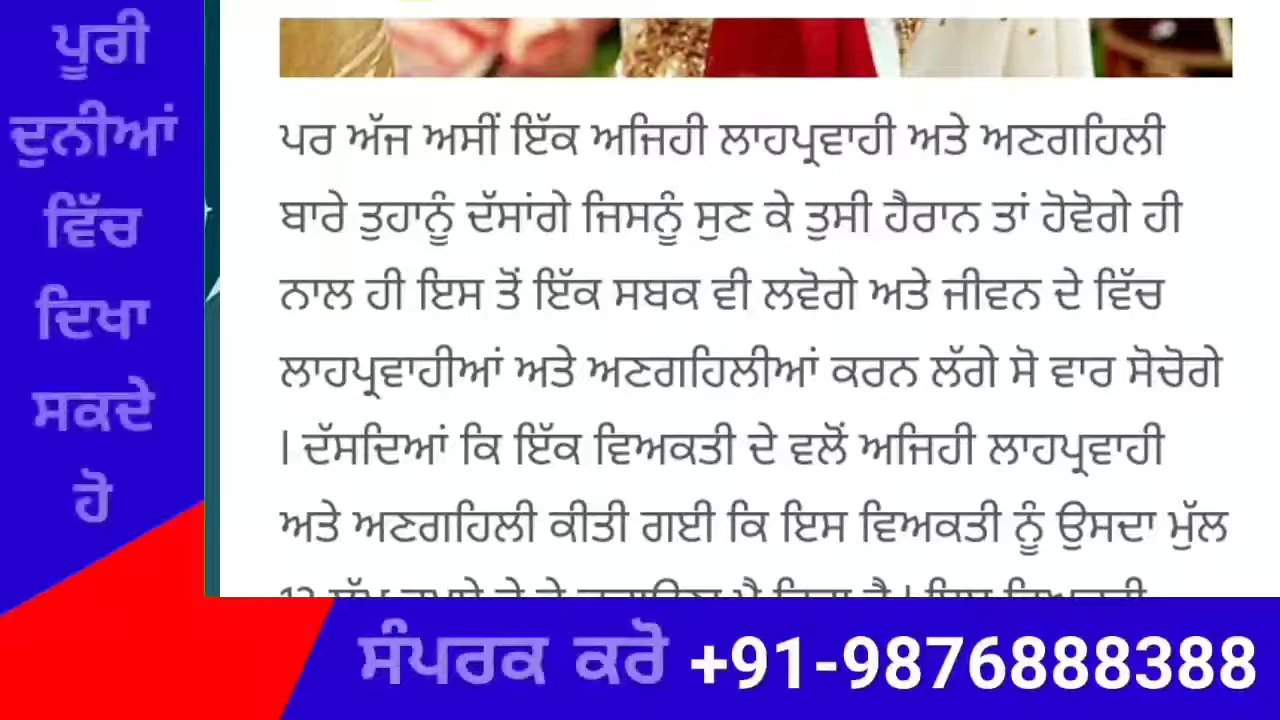 ਪੂਰੀ
ਦੁਨੀਆਂ
ਵਿੱਚ
ਦਿਖਾ
ਸਕਦੇ
ਹੋ
ਪਰ ਅੱਜ ਅਸੀਂ ਇੱਕ ਅਜਿਹੀ ਲਾਹਪ੍ਰਵਾਹੀ ਅਤੇ ਅਣਗਹਿਲੀ
ਬਾਰੇ ਤੁਹਾਨੂੰ ਦੱਸਾਂਗੇ ਜਿਸਨੂੰ ਸੁਣ ਕੇ ਤੁਸੀ ਹੈਰਾਨ ਤਾਂ ਹੋਵੋਗੇ ਹੀ
ਨਾਲ ਹੀ ਇਸ ਤੋਂ ਇੱਕ ਸਬਕ ਵੀ ਲਵੋਗੇ ਅਤੇ ਜੀਵਨ ਦੇ ਵਿੱਚ
ਲਾਹਪ੍ਰਵਾਹੀਆਂ ਅਤੇ ਅਣਗਹਿਲੀਆਂ ਕਰਨ ਲੱਗੇ ਸੋ ਵਾਰ ਸੋਚੋਗੇ
। ਦੱਸਦਿਆਂ ਕਿ ਇੱਕ ਵਿਅਕਤੀ ਦੇ ਵਲੋਂ ਅਜਿਹੀ ਲਾਹਪ੍ਰਵਾਹੀ
ਅਤੇ ਅਣਗਹਿਲੀ ਕੀਤੀ ਗਈ ਕਿ ਇਸ ਵਿਅਕਤੀ ਨੂੰ ਉਸਦਾ ਮੁੱਲ
ਸੰਪਰਕ ਕਰੋ +91-9876888388